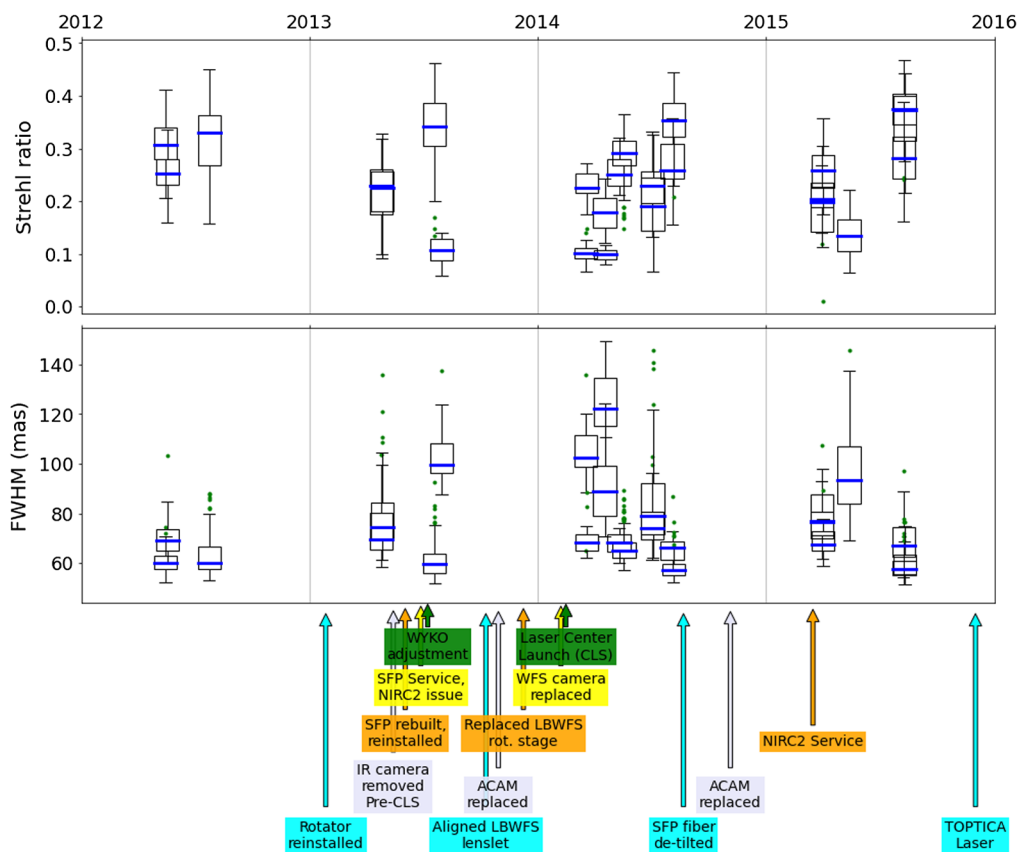 2012 2013 2014 2015 2016
0.5
0.4
0.3
0.2
0.1
0.0
Strehl ratio
140
120
100
80
60
FWHM (mas)
WYKO
adjustment
Laser Center
Launch (CLS)
SFP Service,
NIRC2 issue
WFS camera
replaced
SFP rebuilt,
reinstalled
Replaced LBWFS
rot. stage
NIRC2 Service
IR camera
removed
Pre-CLS
ACAM
replaced
ACAM
replaced
Rotator
reinstalled
Aligned LBWFS
lenslet
SFP fiber
de-tilted
TOPTICA
Laser